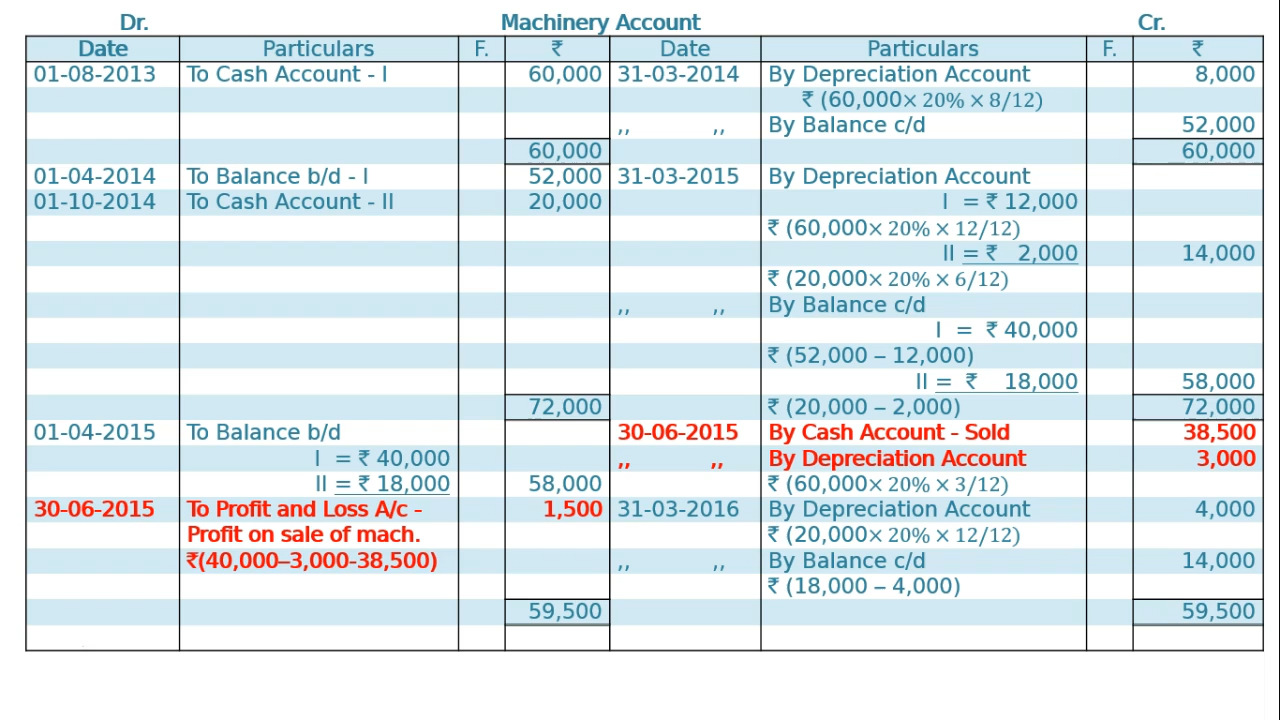 Dr. Machinery Account Cr.
Date Particulars F. ₹ Date Particulars F. ₹
01-08-2013 To Cash Account - I 60,000 31-03-2014 By Depreciation Account 8,000
₹ (60,000× 20% × 8/12)
,, ,, By Balance c/d 52,000
60,000 60,000
01-04-2014 To Balance b/d - I 52,000 31-03-2015 By Depreciation Account
01-10-2014 To Cash Account - II 20,000 I = ₹ 12,000
₹ (60,000× 20% × 12/12)
II = ₹ 2,000 14,000
₹ (20,000× 20% × 6/12)
,, ,, By Balance c/d
I = ₹ 40,000
₹ (52,000 – 12,000)
II = ₹ 18,000 58,000
72,000 ₹ (20,000 – 2,000) 72,000
01-04-2015 To Balance b/d 30-06-2015 By Cash Account - Sold 38,500
I = ₹ 40,000 ,, ,, By Depreciation Account 3,000
II = ₹ 18,000 58,000 ₹ (60,000× 20% × 3/12)
30-06-2015 To Profit and Loss A/c - 1,500 31-03-2016 By Depreciation Account 4,000
Profit on sale of mach. ₹ (20,000× 20% × 12/12)
₹(40,000–3,000-38,500) ,, ,, By Balance c/d 14,000
₹ (18,000 – 4,000)
59,500 59,500